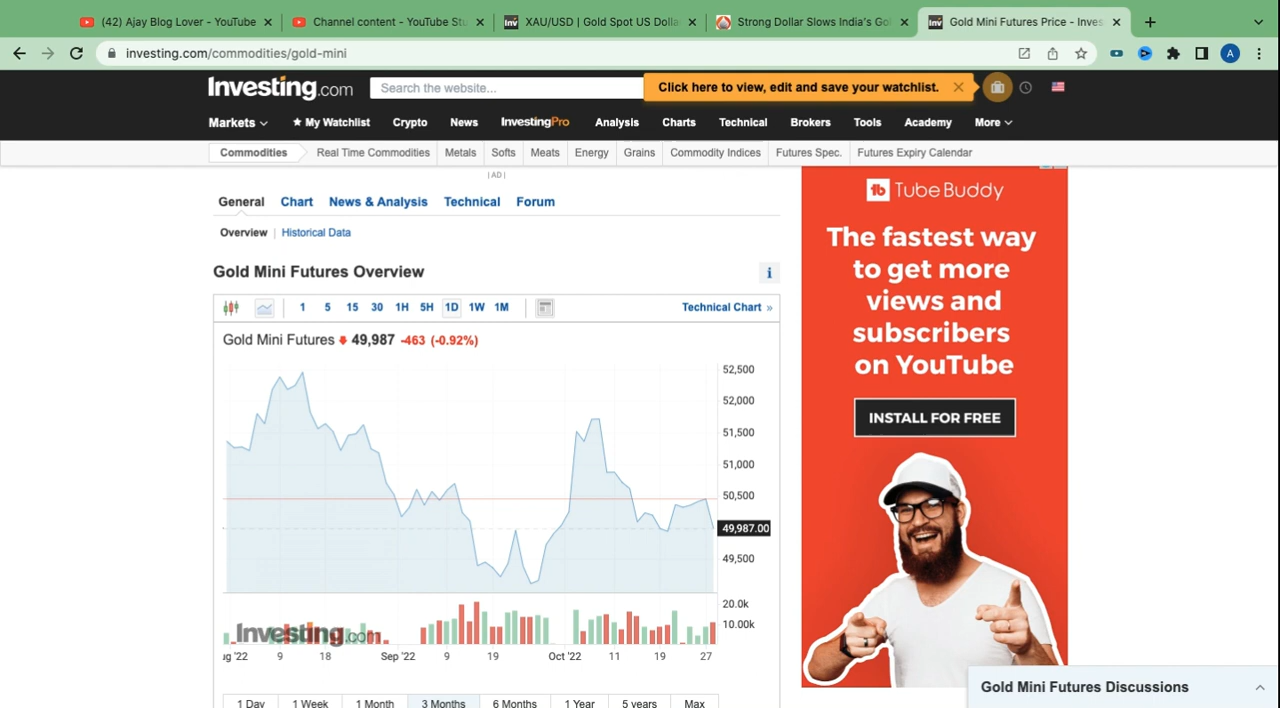 (42) Ajay Blog Lover - YouTube
Channel content - YouTube Stu
XAU/USD | Gold Spot US Dolla
Strong Dollar Slows India's Go
Gold Mini Futures Price - Inves
investing.com/commodities/gold-mini
A
Investing.com
Search the website...
Click here to view, edit and save your watchlist.
Markets
My Watchlist
Crypto
News
InvestingPro
Analysis
Charts
Technical
Brokers
Tools
Academy
More
Commodities
Real Time Commodities
Metals
Softs
Meats
Energy
Grains
Commodity Indices
Futures Spec.
Futures Expiry Calendar
| AD |
General
Chart
News & Analysis
Technical
Forum
Overview
Historical Data
Gold Mini Futures Overview
i
1 5 15 30 1H 5H 1D 1W 1M
Technical Chart »
Gold Mini Futures 49,987 -463 (-0.92%)
52,500
52,000
51,500
51,000
50,500
49,987.00
49,500
20.0k
10.00k
Investing.com
ug '22 9 18 Sep '22 9 19 Oct '22 11 19 27
1 Day
1 Week
1 Month
3 Months
6 Months
1 Year
5 years
Max
tb TubeBuddy
The fastest way
to get more
views and
subscribers
on YouTube
INSTALL FOR FREE
Gold Mini Futures Discussions